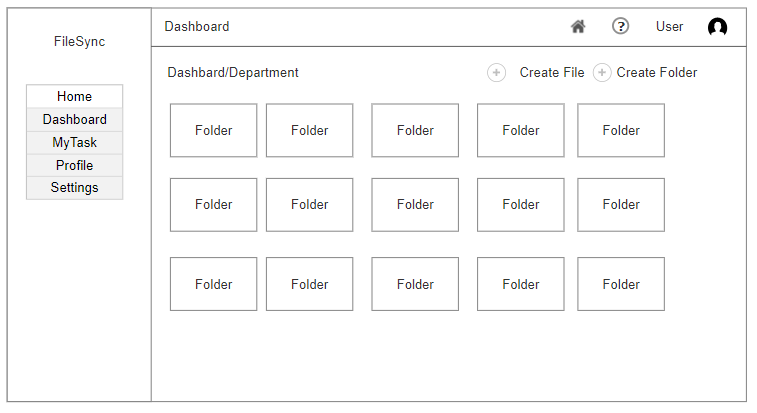 FileSync
Home
Dashboard
MyTask
Profile
Settings
Dashboard
? User
Dashbard/Department
+ Create File + Create Folder
Folder Folder Folder Folder Folder
Folder Folder Folder Folder Folder
Folder Folder Folder Folder Folder